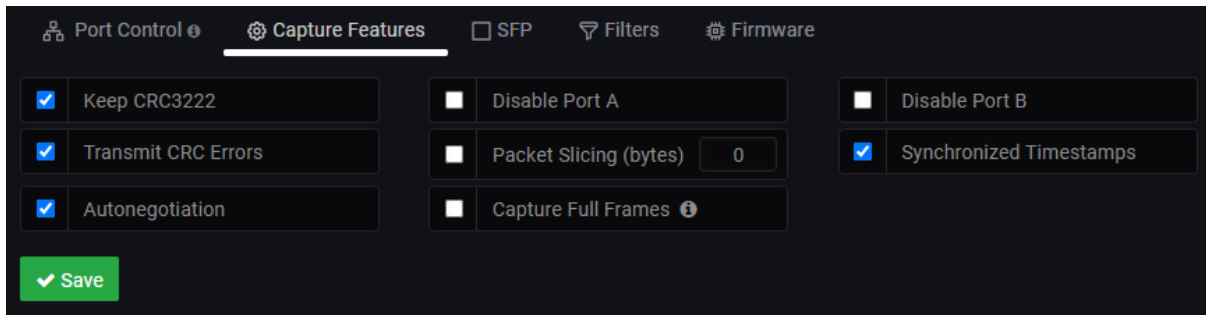 Port Control Capture Features SFP Filters Firmware
Keep CRC3222 Disable Port A Disable Port B
Transmit CRC Errors Packet Slicing (bytes) 0 Synchronized Timestamps
Autonegotiation Capture Full Frames
Save